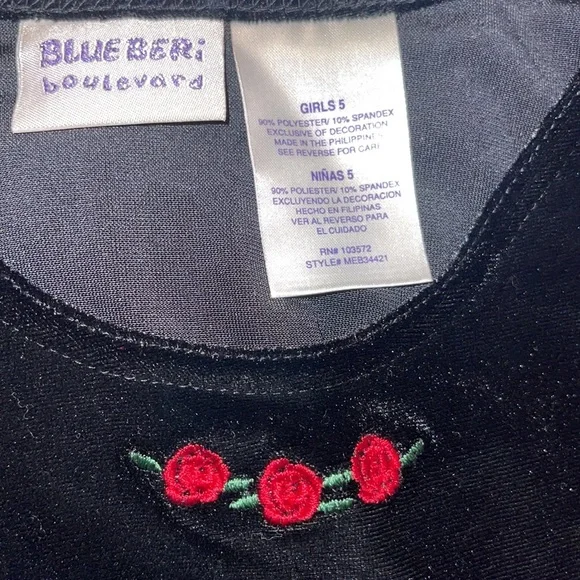 BLUEBERi
boulevard
GIRLS 5
90% POLYESTER/ 10% SPANDEX
EXCLUSIVE OF DECORATION
MADE IN THE PHILIPPINES
SEE REVERSE FOR CARE
NIÑAS 5
90% POLIESTER/ 10% SPANDEX
EXCLUYENDO LA DECORACION
HECHO EN FILIPINAS
VER AL REVERSO PARA
EL CUIDADO
RN# 103572
STYLE# MEB34421